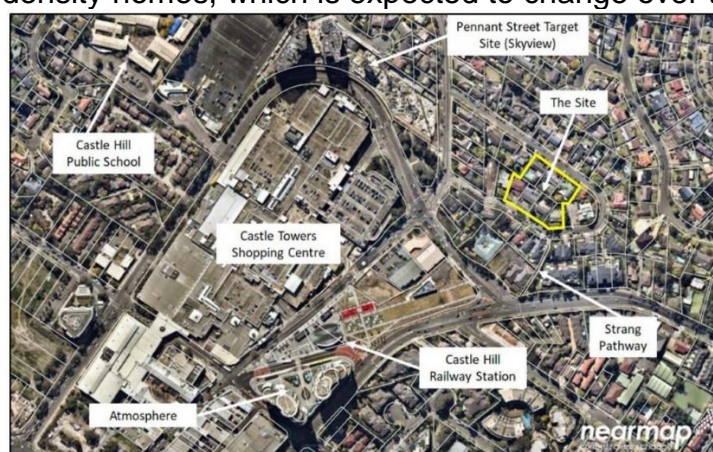 density homes, which is expected to change over
Pennant Street Target
Site (Skyview)
The Site
Castle Hill
Public School
Castle Towers
Shopping Centre
Strang
Pathway
Castle Hill
Railway Station
Atmosphere
nearmap